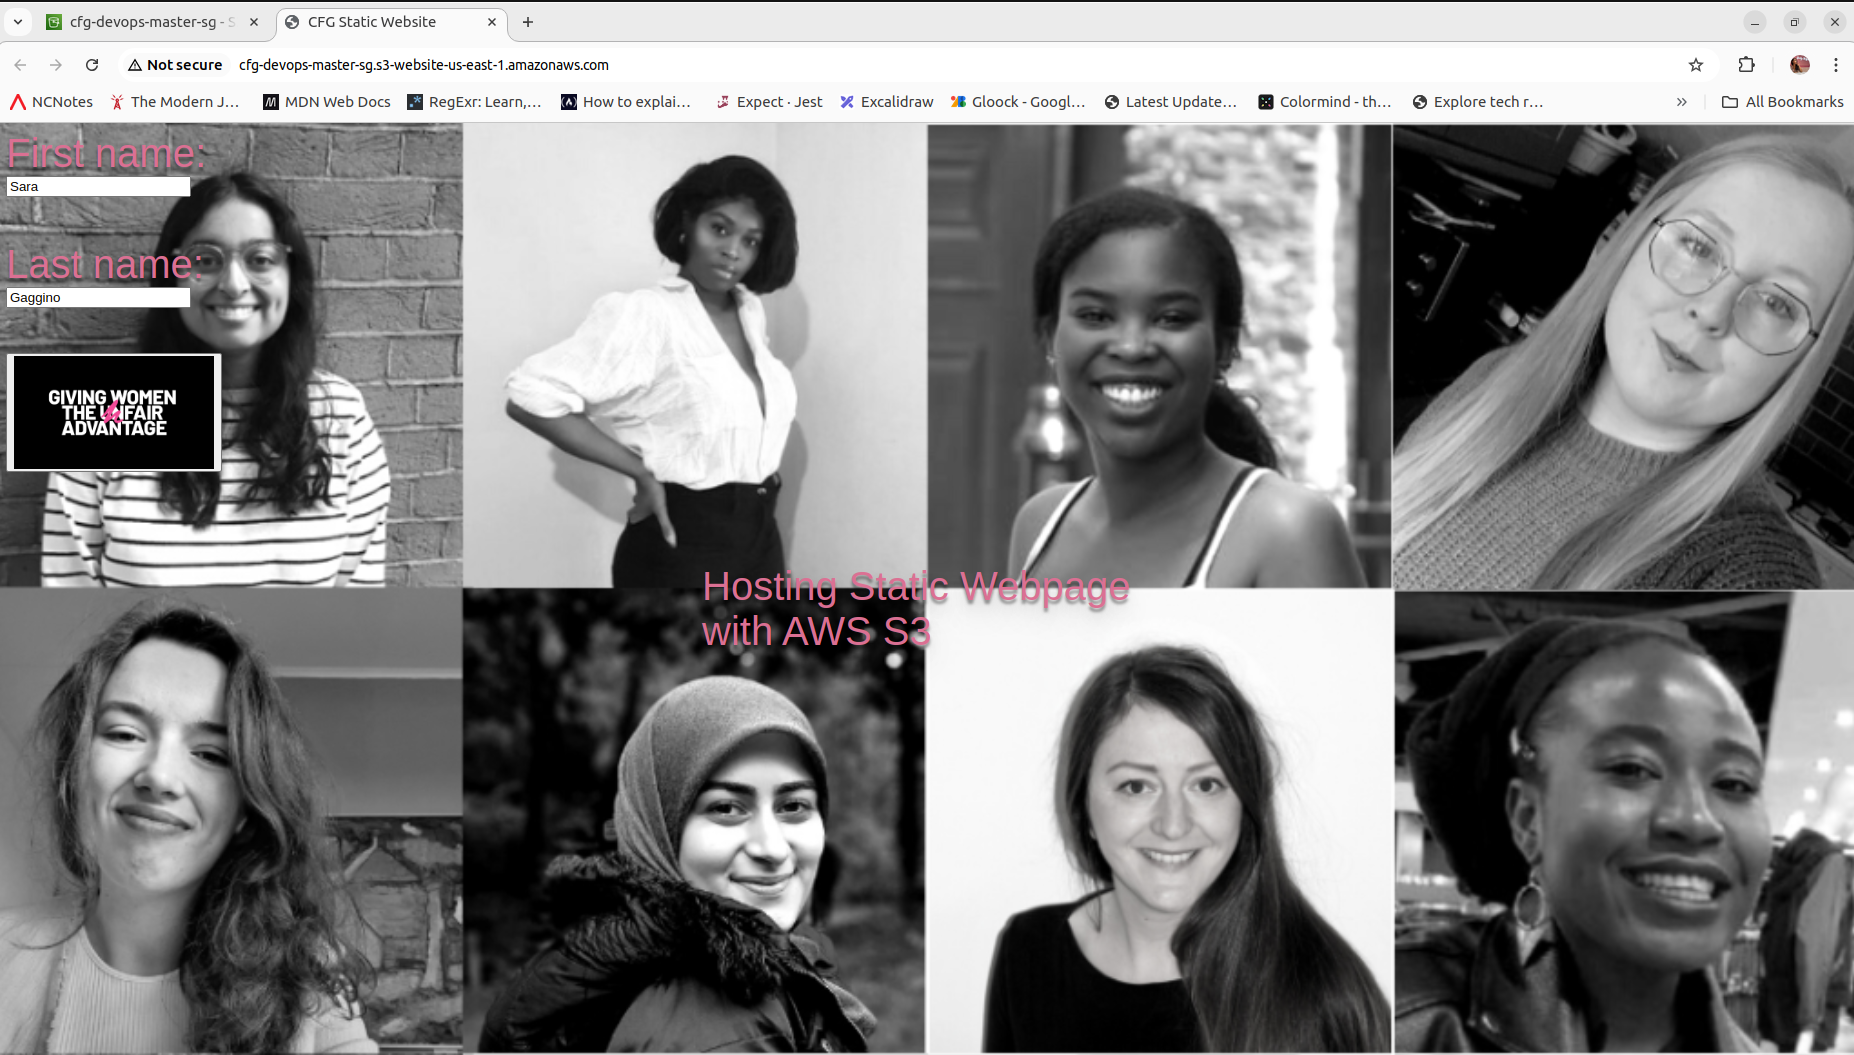 cfg-devops-master-sg - S
CFG Static Website
Not secure
cfg-devops-master-sg.s3-website-us-east-1.amazonaws.com
NCNotes
The Modern J...
MDN Web Docs
RegExr: Learn,...
How to explai...
Expect · Jest
Excalidraw
Gloock - Googl...
Latest Update...
Colormind - th...
Explore tech r...
All Bookmarks
First name:
Sara
Last name:
Gaggino
GIVING WOMEN
THE UNFAIR
ADVANTAGE
Hosting Static Webpage
with AWS S3